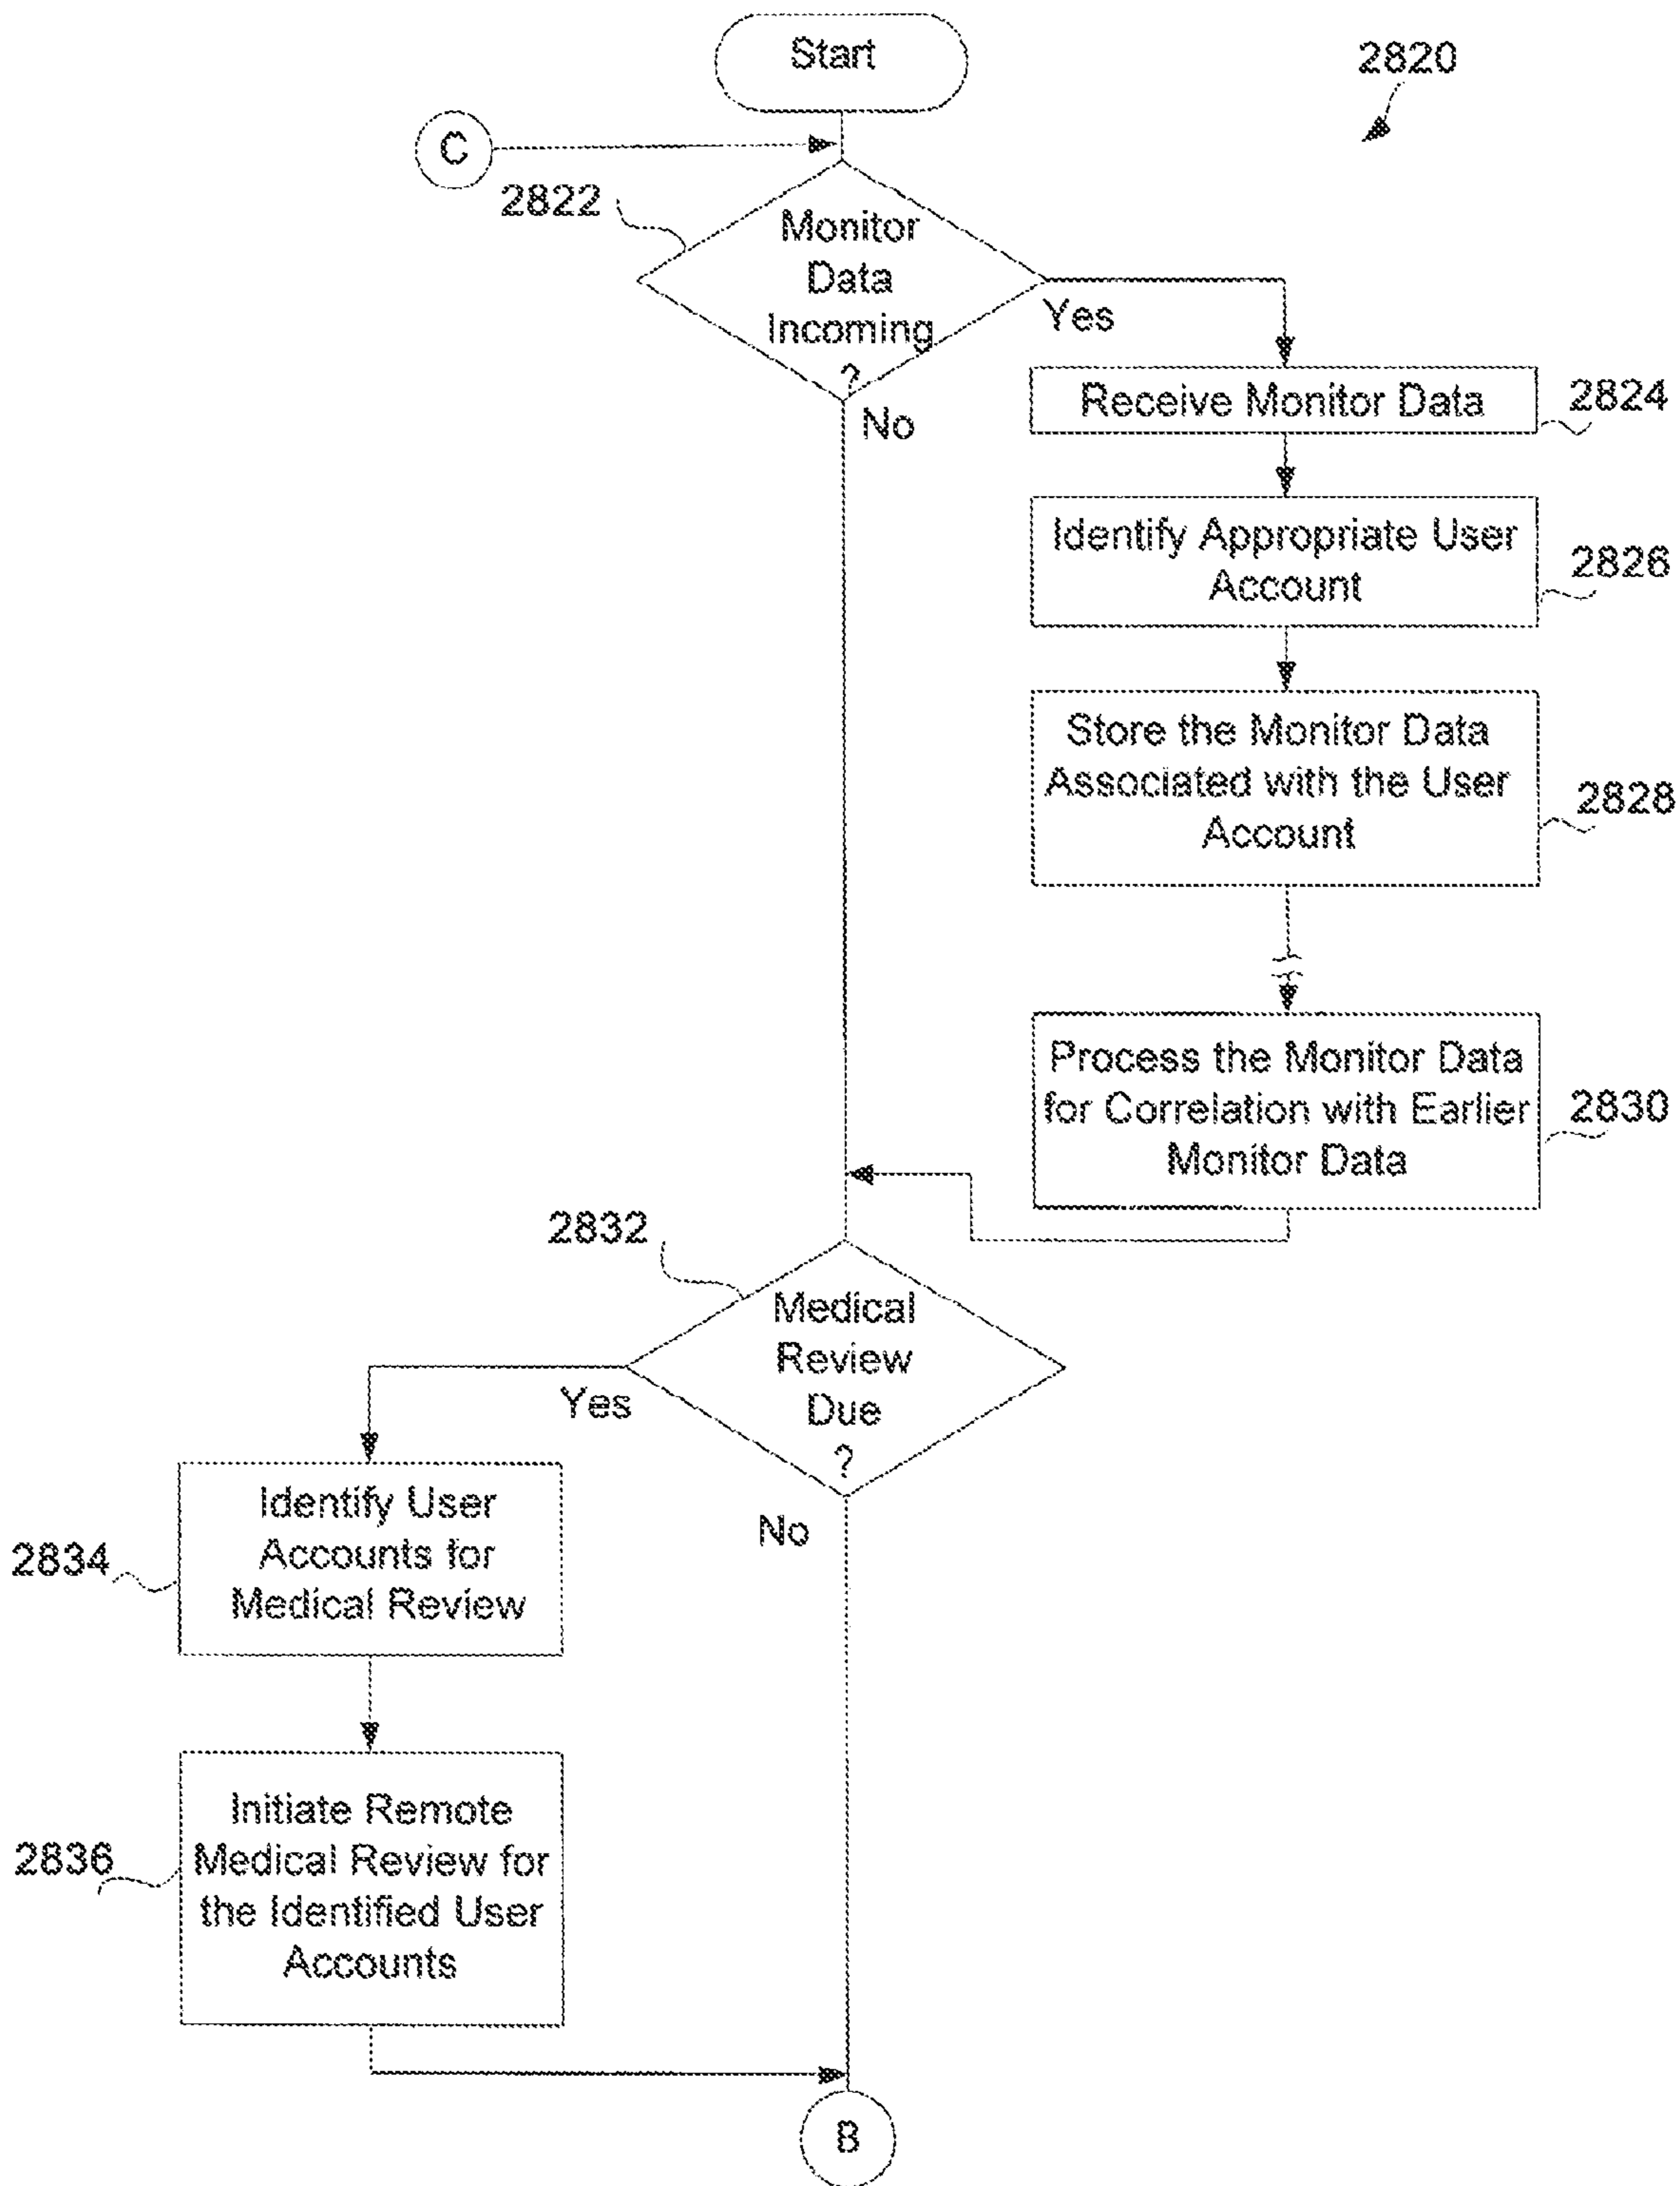 Start
2820
C
2822
Monitor
Data
Incoming
?
Yes
No
Receive Monitor Data
2824
Identify Appropriate User
Account
2826
Store the Monitor Data
Associated with the User
Account
2828
Process the Monitor Data
for Correlation with Earlier
Monitor Data
2830
2832
Medical
Review
Due
?
Yes
No
Identify User
Accounts for
Medical Review
2834
Initiate Remote
Medical Review for
the Identified User
Accounts
2836
B